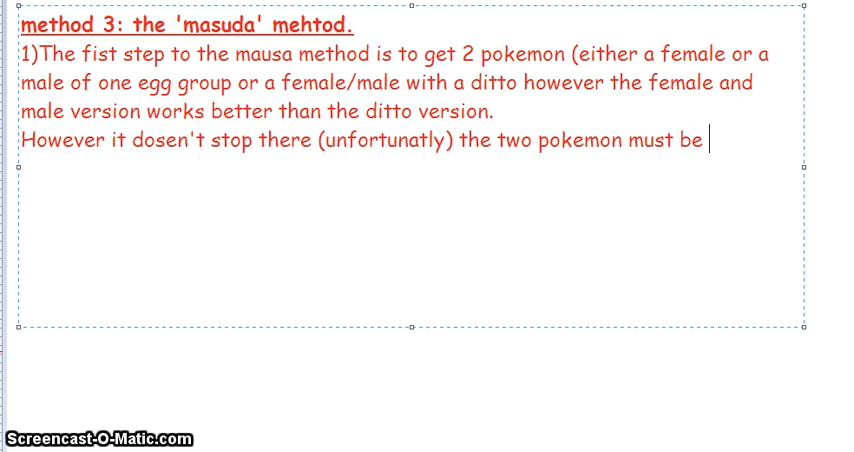 method 3: the 'masuda' mehtod.
1)The fist step to the mausa method is to get 2 pokemon (either a female or a
male of one egg group or a female/male with a ditto however the female and
male version works better than the ditto version.
However it dosen't stop there (unfortunatly) the two pokemon must be
Screencast-O-Matic.com